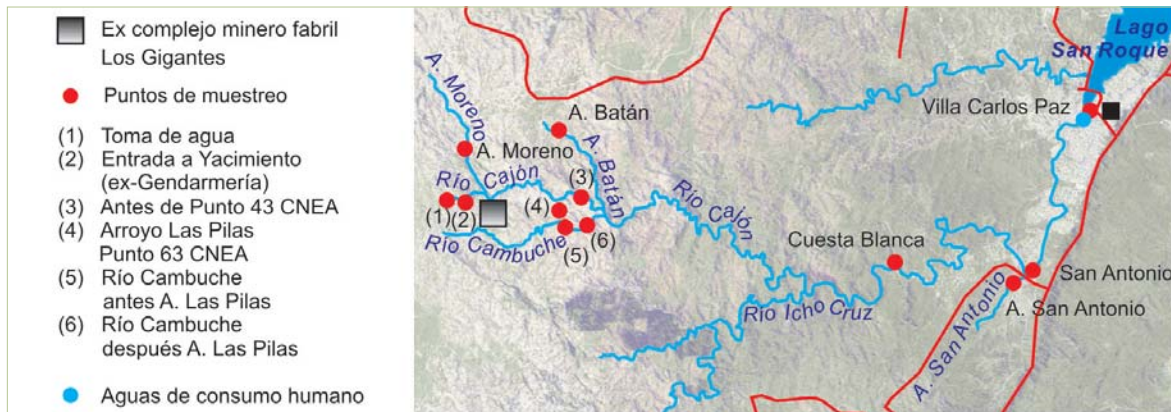 Ex complejo minero fabril
Los Gigantes
Puntos de muestreo
(1) Toma de agua
(2) Entrada a Yacimiento
(ex-Gendarmería)
(3) Antes de Punto 43 CNEA
(4) Arroyo Las Pilas
Punto 63 CNEA
(5) Río Cambuche
antes A. Las Pilas
(6) Río Cambuche
después A. Las Pilas
Aguas de consumo humano
Lago
San Roque
A. Moreno
Villa Carlos Paz
A. Batán
A. Moreno
A. Batán
Río Cajón
(3)
(1)
(2)
(4)
(5)
(6)
Río Cambuche
Río Cajón
Cuesta Blanca
San Antonio
A. San Antonio
A. San Antonio
Río Icho Cruz